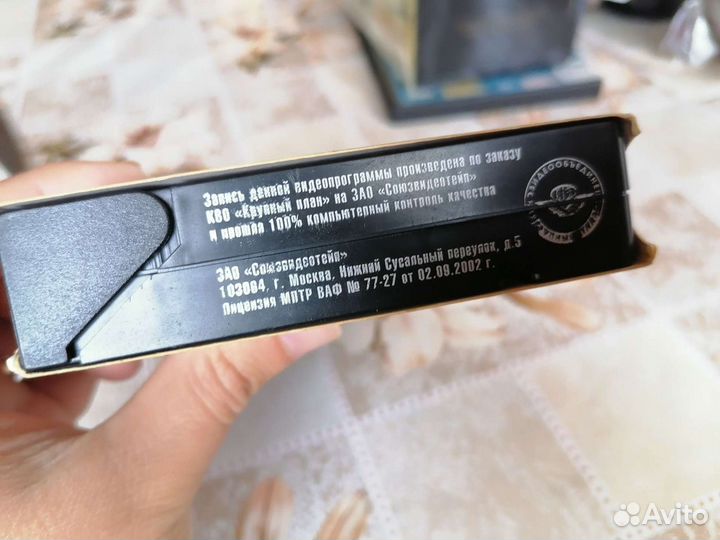 Запись данной видеопрограммы произведена по заказу
КВО «Крупный план» на ЗАО «Союзвидеотейп»
и прошла 100% компьютерный контроль качества
ЗАО «Союзвидеотейп»
103064, г. Москва, Нижний Сусальный переулок, д.5
Лицензия МПТР ВАФ № 77-27 от 02.09.2002 г.
Avito